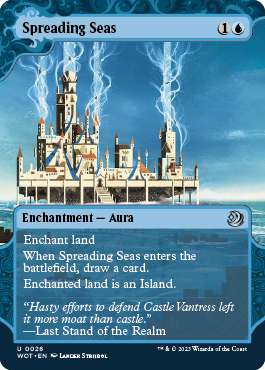 Spreading Seas 1
Enchantment — Aura
Enchant land
When Spreading Seas enters the
battlefield, draw a card.
Enchanted land is an Island.
“Hasty efforts to defend Castle Vantress left
it more moat than castle.”
—Last Stand of the Realm
U 0026
WOT • EN Lander Strobol ™ & © 2023 Wizards of the Coast